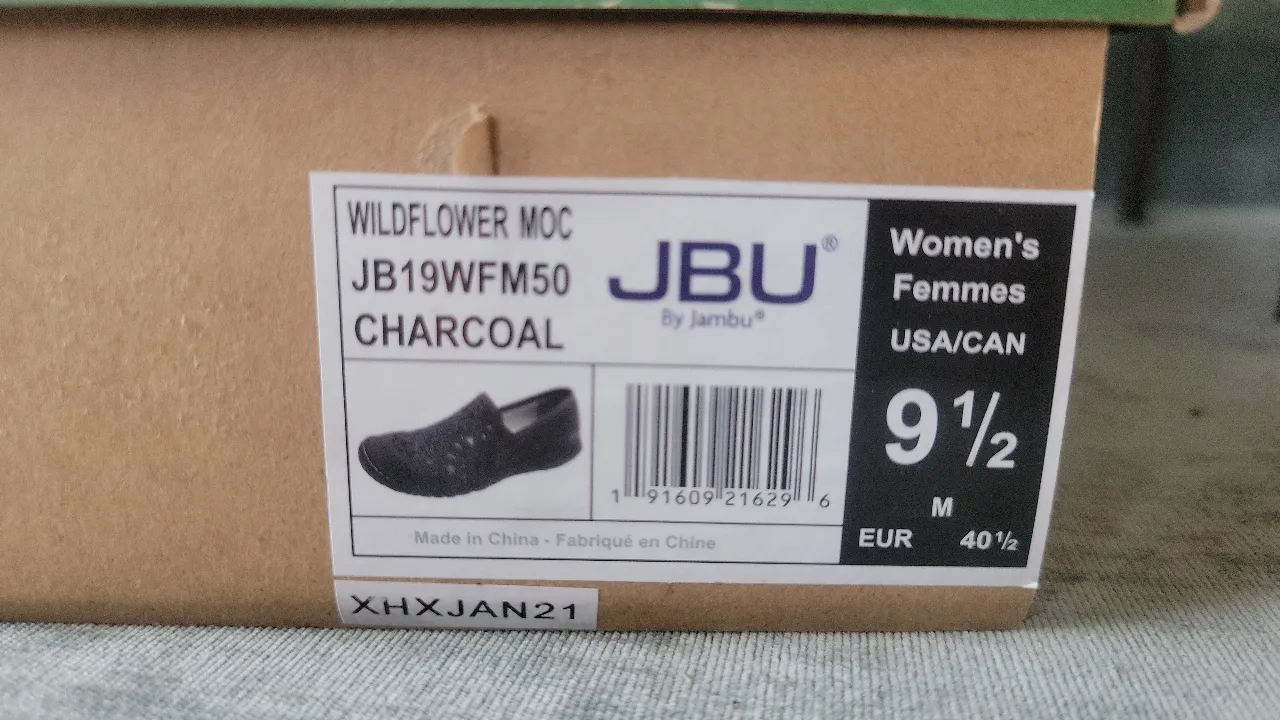 WILDFLOWER MOC
JB19WFM50
CHARCOAL
JBU®
By Jambu®
Women's
Femmes
USA/CAN
9 ½
M
EUR 40 ½
1 91609 21629 6
Made in China - Fabriqué en Chine
XHXJAN21